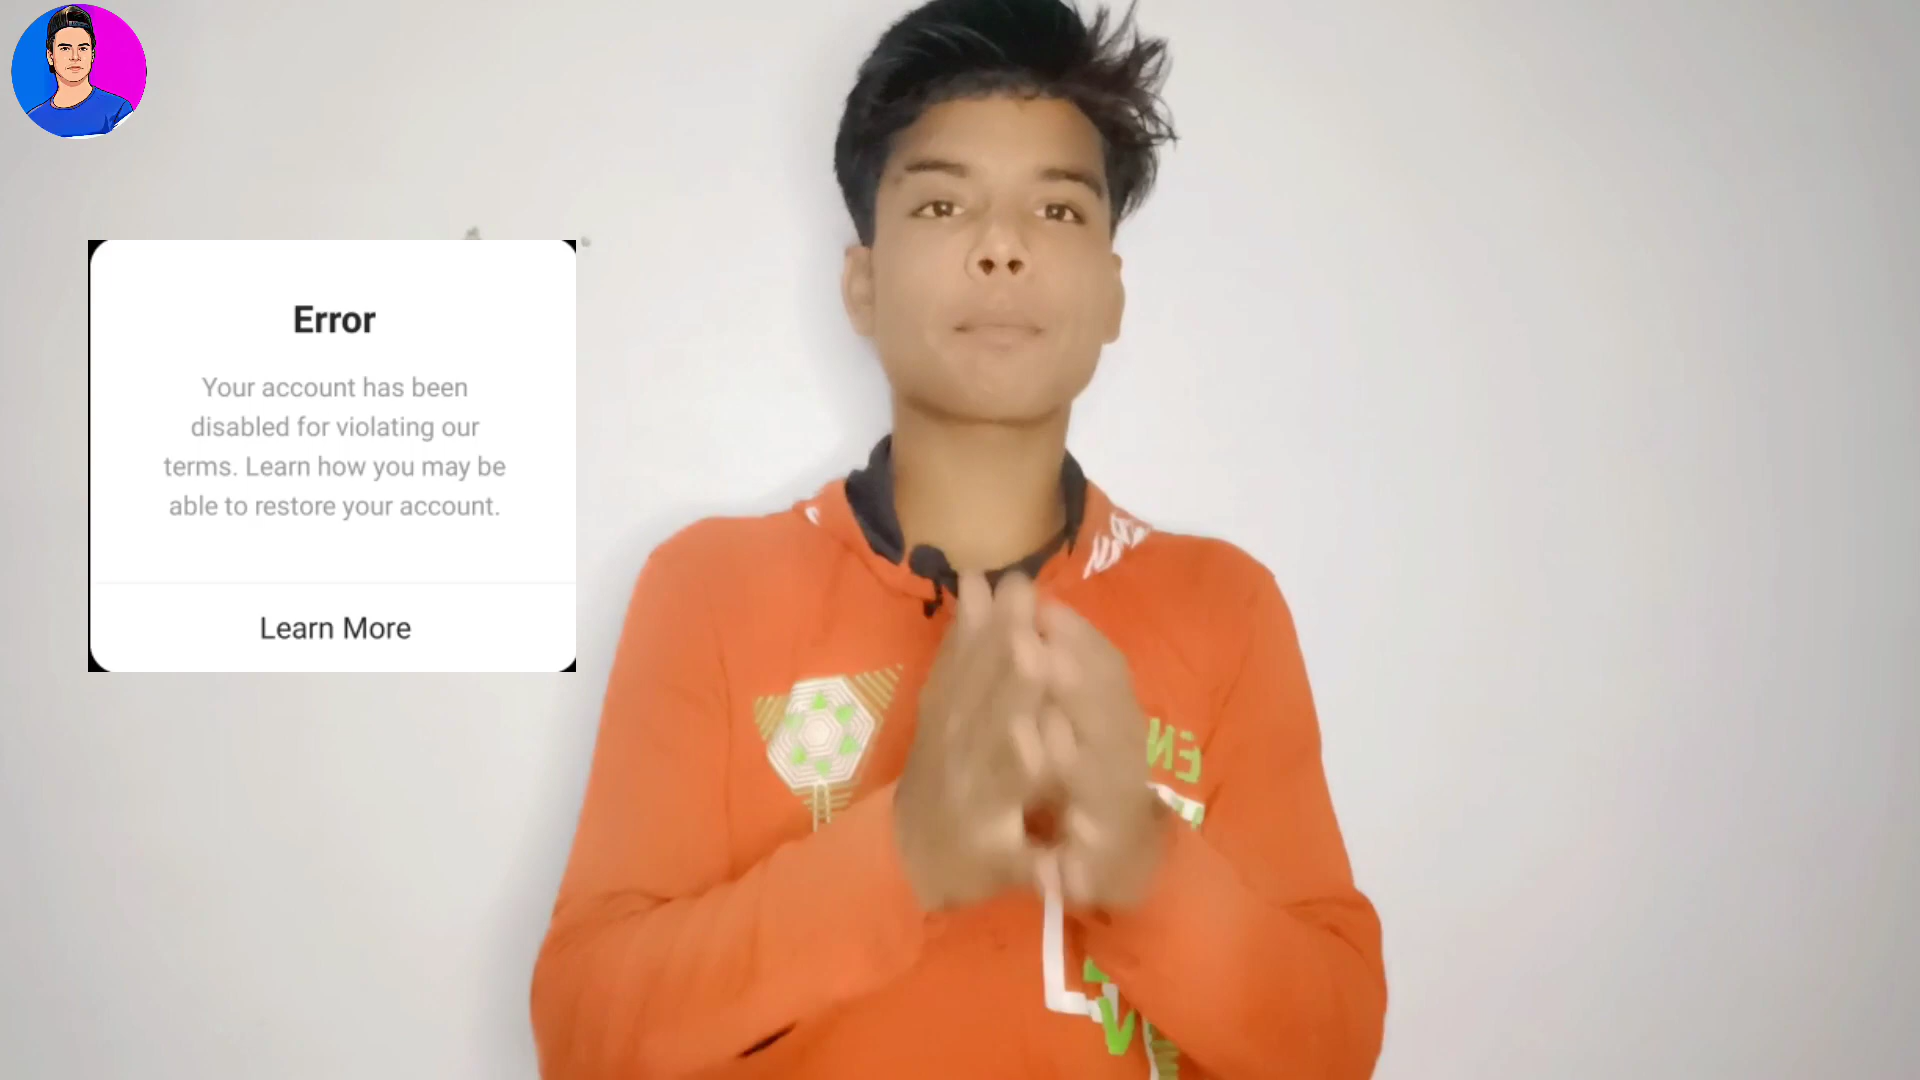 Error
Your account has been
disabled for violating our
terms. Learn how you may be
able to restore your account.
Learn More